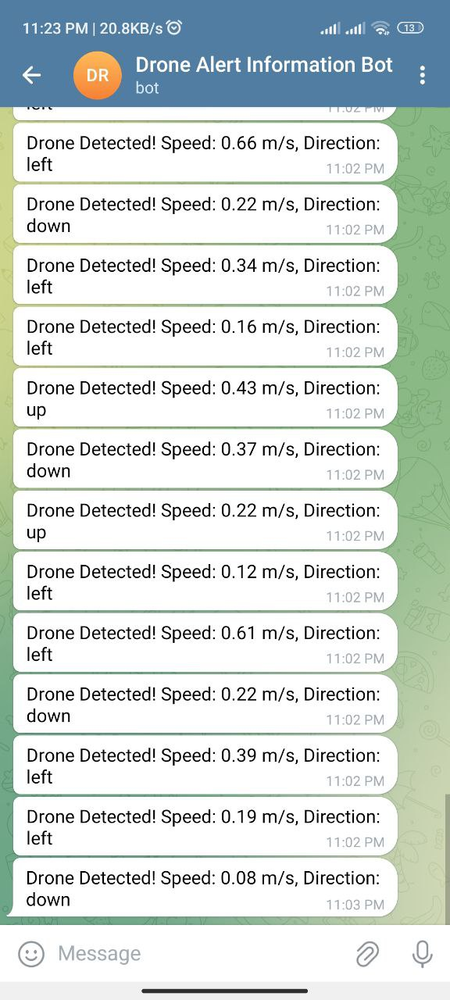 11:23 PM | 20.8KB/s
13
DR
Drone Alert Information Bot
bot
left
11:02 PM
Drone Detected! Speed: 0.66 m/s, Direction:
left
11:02 PM
Drone Detected! Speed: 0.22 m/s, Direction:
down
11:02 PM
Drone Detected! Speed: 0.34 m/s, Direction:
left
11:02 PM
Drone Detected! Speed: 0.16 m/s, Direction:
left
11:02 PM
Drone Detected! Speed: 0.43 m/s, Direction:
up
11:02 PM
Drone Detected! Speed: 0.37 m/s, Direction:
down
11:02 PM
Drone Detected! Speed: 0.22 m/s, Direction:
up
11:02 PM
Drone Detected! Speed: 0.12 m/s, Direction:
left
11:02 PM
Drone Detected! Speed: 0.61 m/s, Direction:
left
11:02 PM
Drone Detected! Speed: 0.22 m/s, Direction:
down
11:02 PM
Drone Detected! Speed: 0.39 m/s, Direction:
left
11:02 PM
Drone Detected! Speed: 0.19 m/s, Direction:
left
11:02 PM
Drone Detected! Speed: 0.08 m/s, Direction:
down
11:03 PM
Message